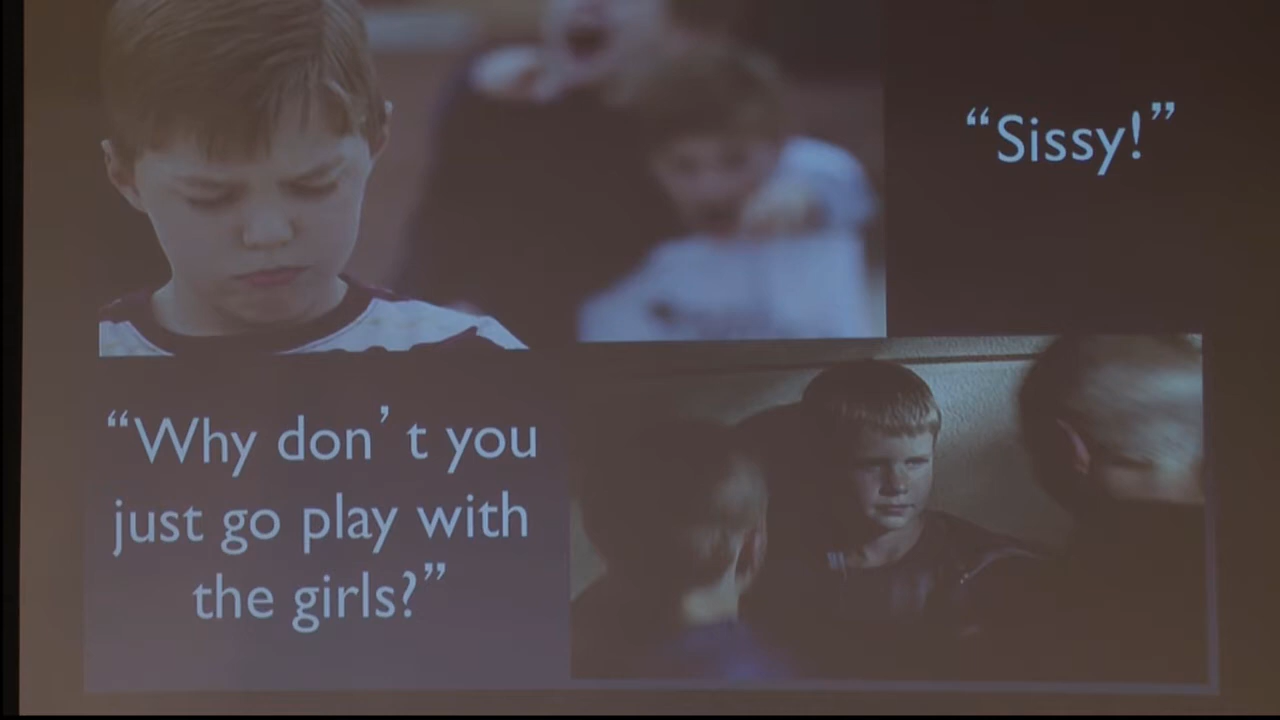 “Sissy!”
“Why don’t you
just go play with
the girls?”